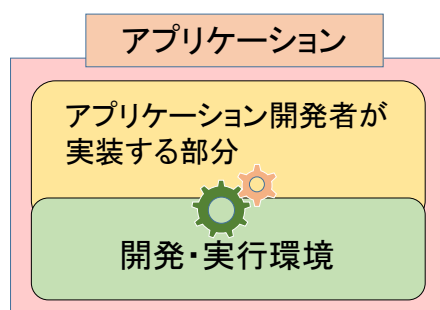 アプリケーション
アプリケーション開発者が
実装する部分
開発・実行環境